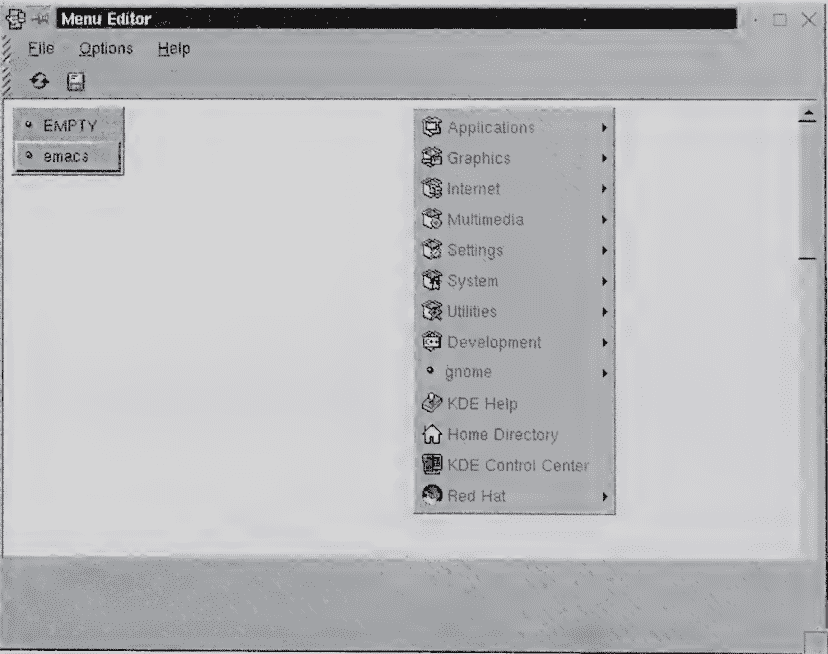 Menu Editor
File Options Help
EMPTY
emacs
Applications
Graphics
Internet
Multimedia
Settings
System
Utilities
Development
gnome
KDE Help
Home Directory
KDE Control Center
Red Hat